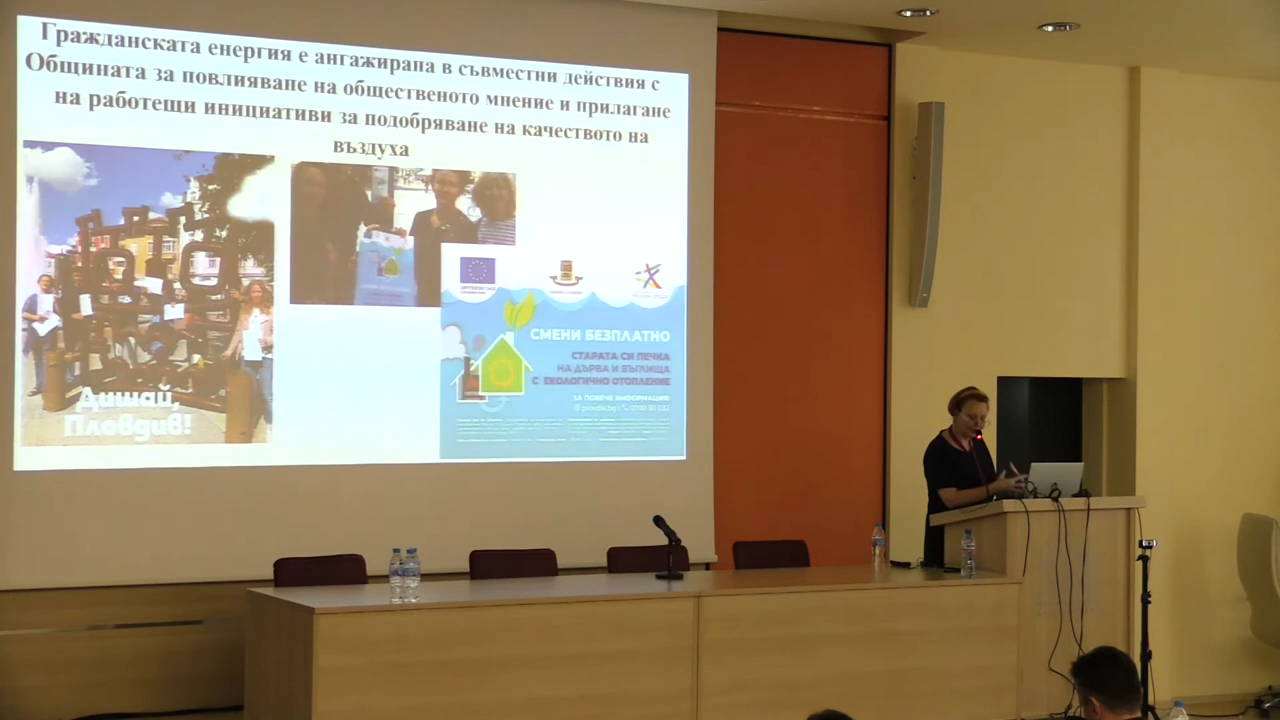 Гражданската енергия е ангажирана в съвместни действия с
Общината за повлияване на общественото мнение и прилагане
на работещи инициативи за подобряване на качеството на
въздуха
СМЕНИ БЕЗПЛАТНО
СТАРАТА СИ ПЕЧКА
НА ДЪРВА И ВЪГЛИЩА
С ЕКОЛОГИЧНО ОТОПЛЕНИЕ
ЗА ПОВЕЧЕ ИНФОРМАЦИЯ:
Дишай,
Пловдив!